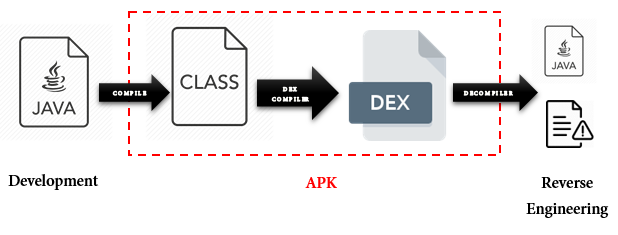 JAVA
COMPILE
CLASS
DEX
COMPILER
DEX
DECOMPILER
JAVA
Development
APK
Reverse
Engineering